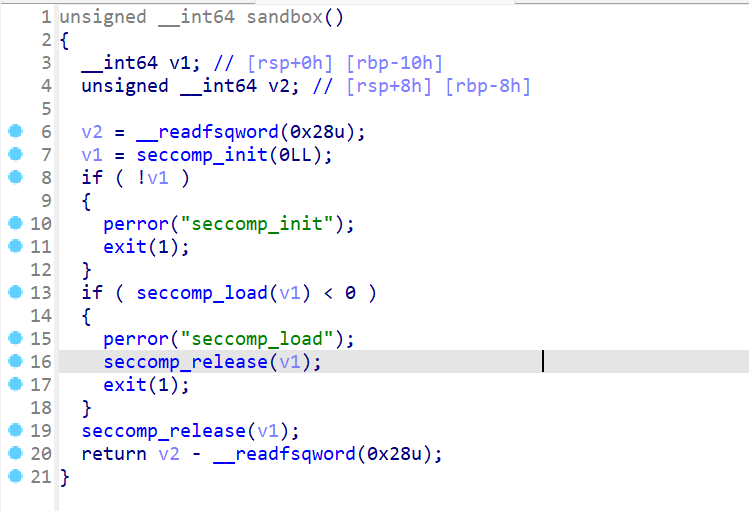 1 unsigned __int64 sandbox()
2 {
3   __int64 v1; // [rsp+0h] [rbp-10h]
4   unsigned __int64 v2; // [rsp+8h] [rbp-8h]
5
6   v2 = __readfsqword(0x28u);
7   v1 = seccomp_init(0LL);
8   if ( !v1 )
9   {
10     perror("seccomp_init");
11     exit(1);
12   }
13   if ( seccomp_load(v1) < 0 )
14   {
15     perror("seccomp_load");
16     seccomp_release(v1);
17     exit(1);
18   }
19   seccomp_release(v1);
20   return v2 - __readfsqword(0x28u);
21 }